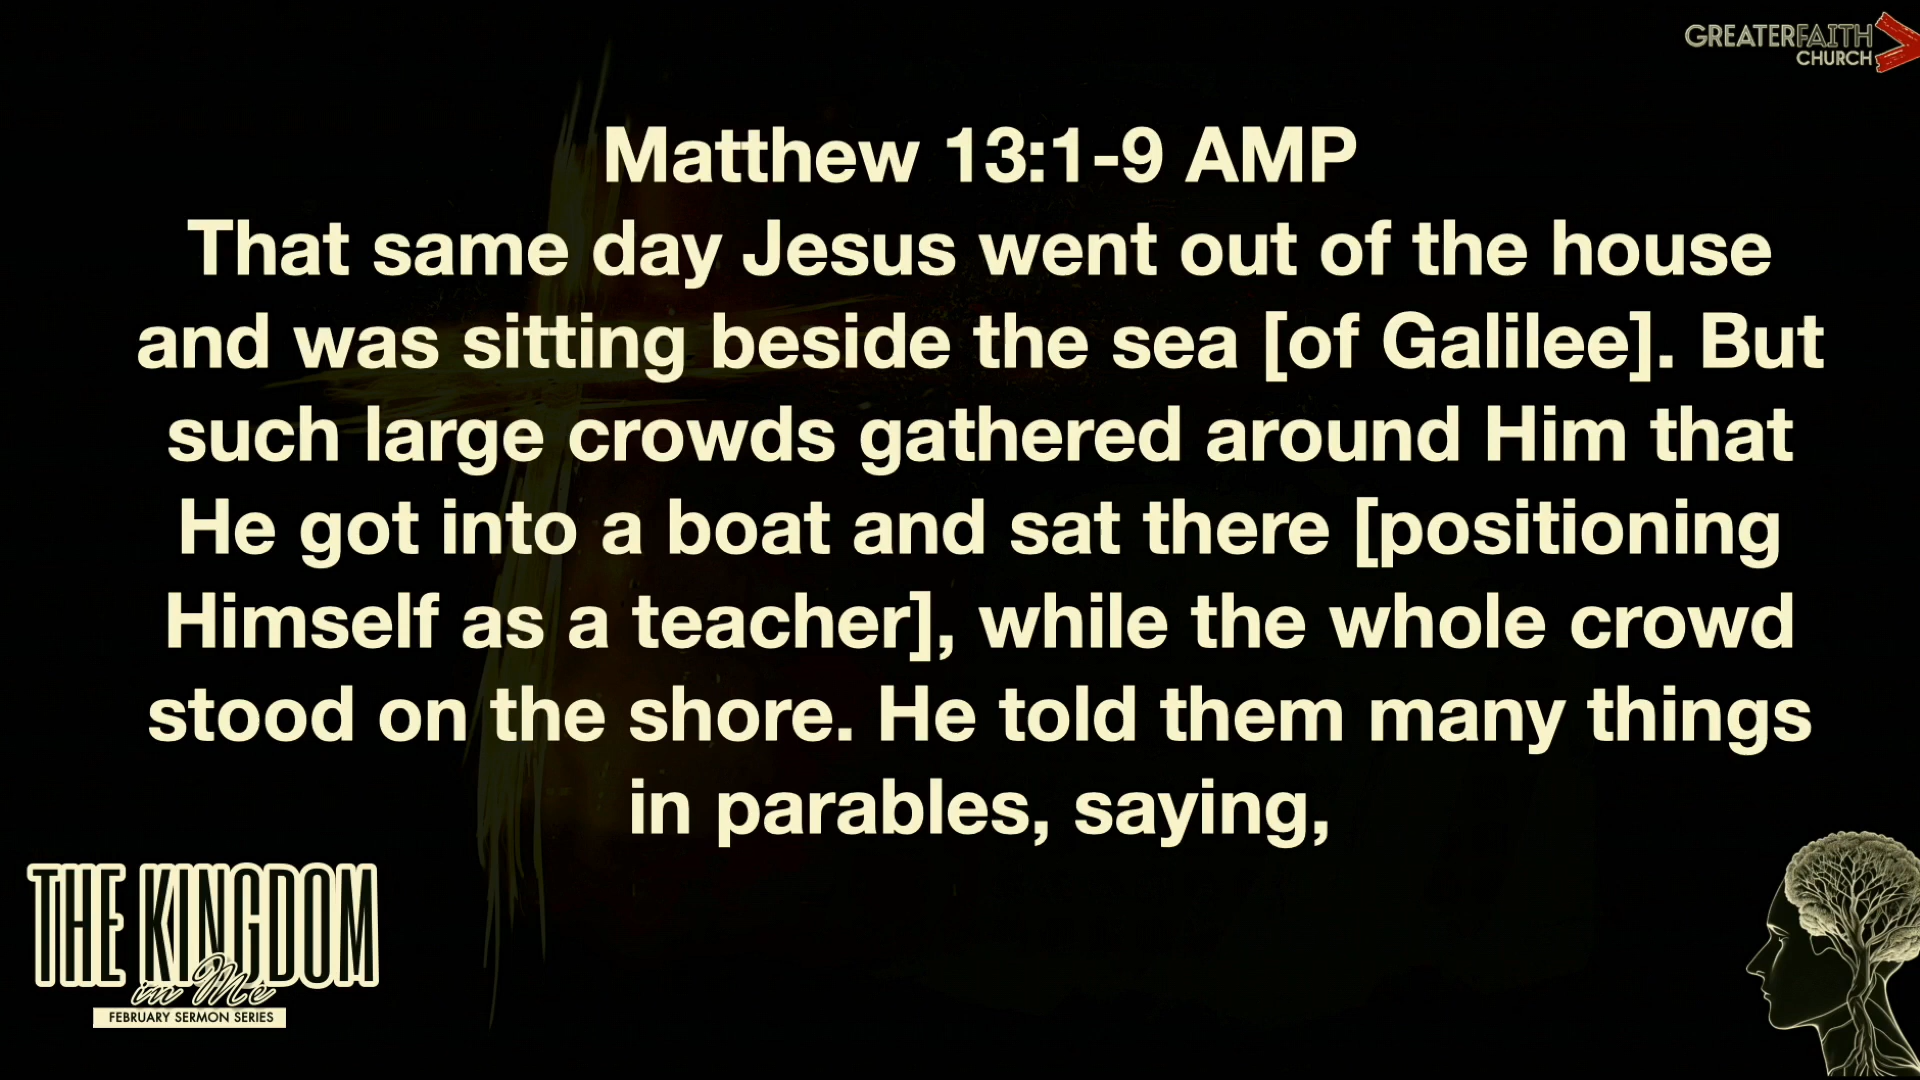 GREATERFAITH
CHURCH
Matthew 13:1-9 AMP
That same day Jesus went out of the house
and was sitting beside the sea [of Galilee]. But
such large crowds gathered around Him that
He got into a boat and sat there [positioning
Himself as a teacher], while the whole crowd
stood on the shore. He told them many things
in parables, saying,
THE KINGDOM
in Me
FEBRUARY SERMON SERIES